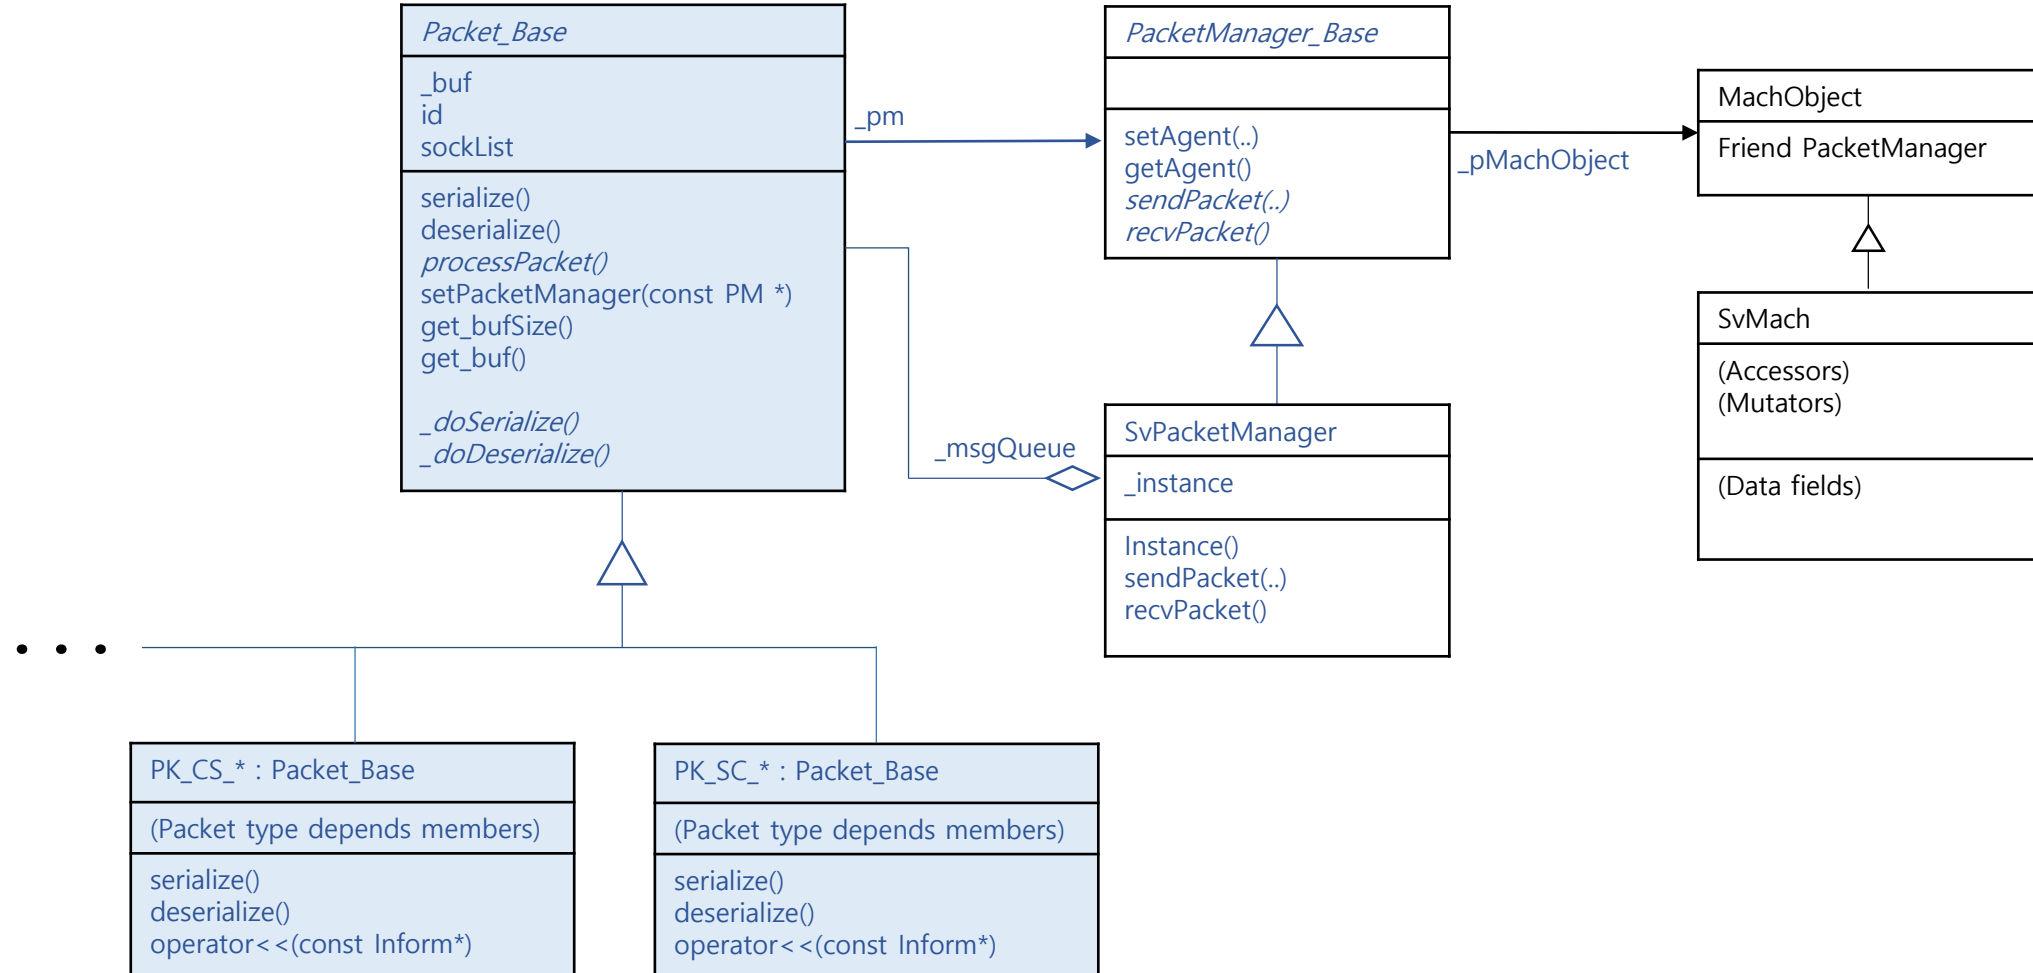 Packet_Base
_buf
id
sockList
serialize()
deserialize()
processPacket()
setPacketManager(const PM *)
get_bufSize()
get_buf()
_doSerialize()
_doDeserialize()
_pm
_msgQueue
PacketManager_Base
setAgent(..)
getAgent()
sendPacket(..)
recvPacket()
_pMachObject
MachObject
Friend PacketManager
SvMach
(Accessors)
(Mutators)
(Data fields)
SvPacketManager
_instance
Instance()
sendPacket(..)
recvPacket()
• • •
PK_CS_* : Packet_Base
(Packet type depends members)
serialize()
deserialize()
operator<<(const Inform*)
PK_SC_* : Packet_Base
(Packet type depends members)
serialize()
deserialize()
operator<<(const Inform*)